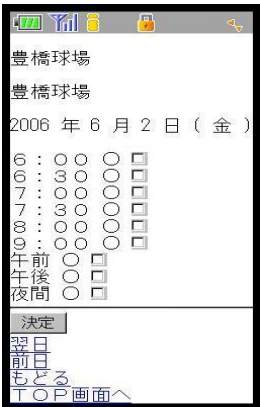 豊橋球場
豊橋球場
2006 年 6 月 2 日 ( 金 )
6:00 ○
6:30 ○
7:00 ○
7:30 ○
8:00 ○
9:00 ○
午前 ○
午後 ○
夜間 ○
決定
翌日
前日
もどる
TOP画面へ